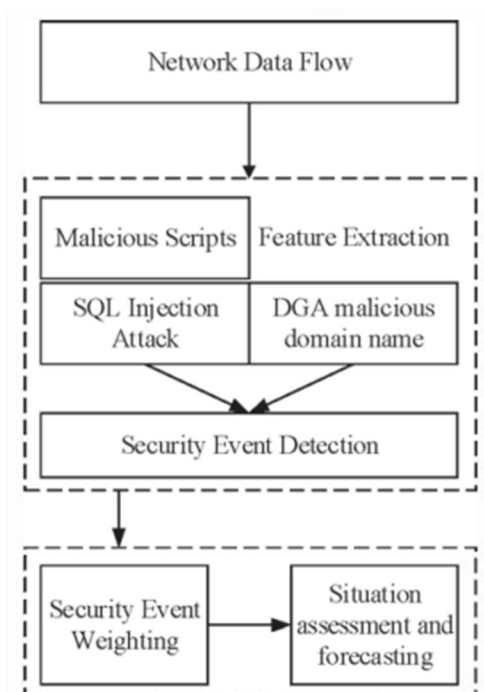 Network Data Flow
Malicious Scripts
Feature Extraction
SQL Injection
Attack
DGA malicious
domain name
Security Event Detection
Security Event
Weighting
Situation
assessment and
forecasting